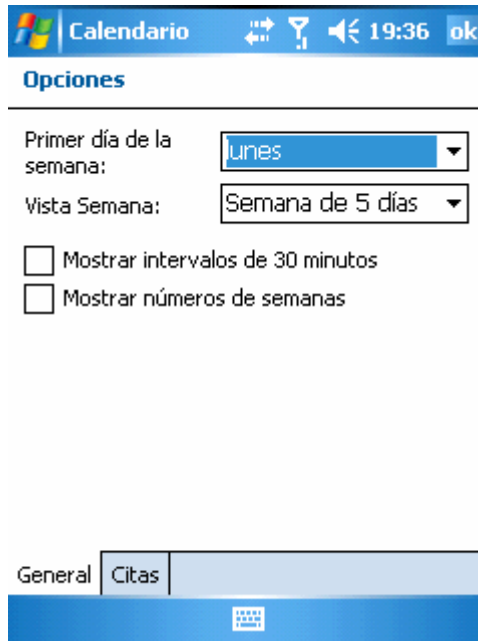 Calendario 19:36 ok
Opciones
Primer día de la
semana:
lunes
Vista Semana: Semana de 5 días
Mostrar intervalos de 30 minutos
Mostrar números de semanas
General Citas